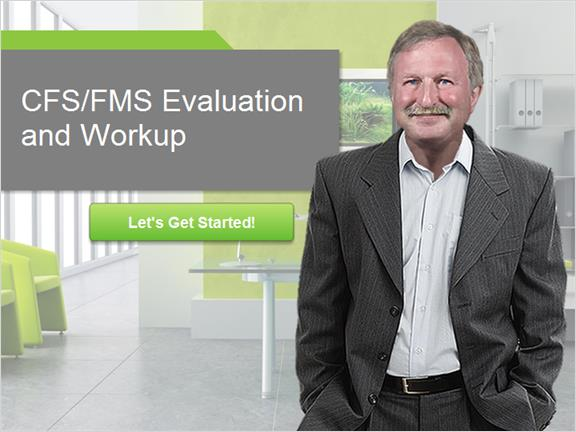 CFS/FMS Evaluation
and Workup
Let's Get Started!